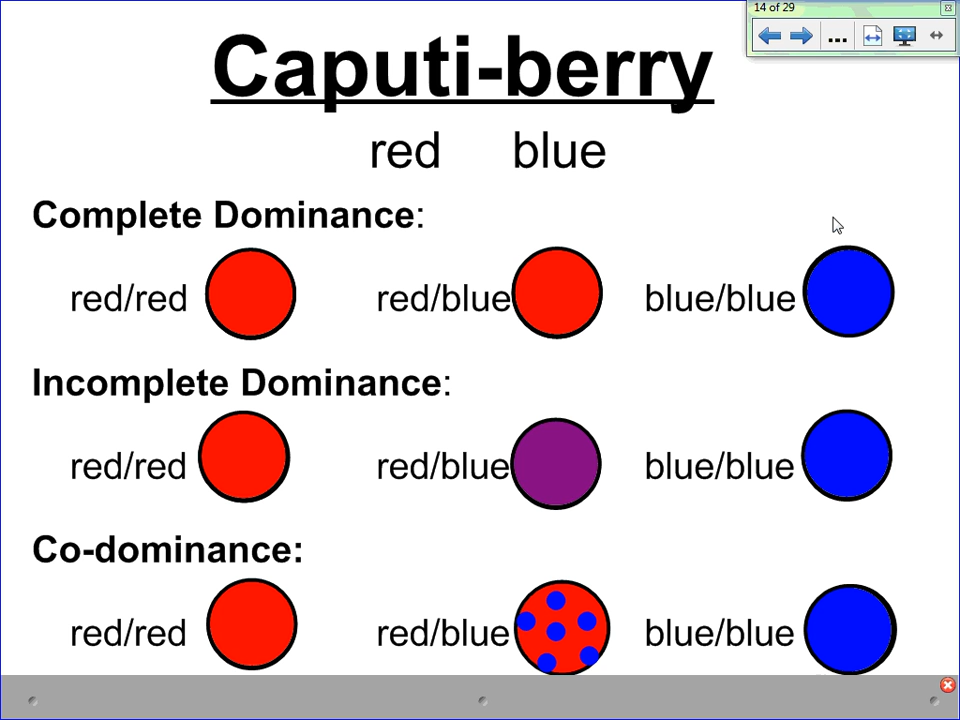 14 of 29
Caputi-berry
red blue
Complete Dominance:
red/red red/blue blue/blue
Incomplete Dominance:
red/red red/blue blue/blue
Co-dominance:
red/red red/blue blue/blue